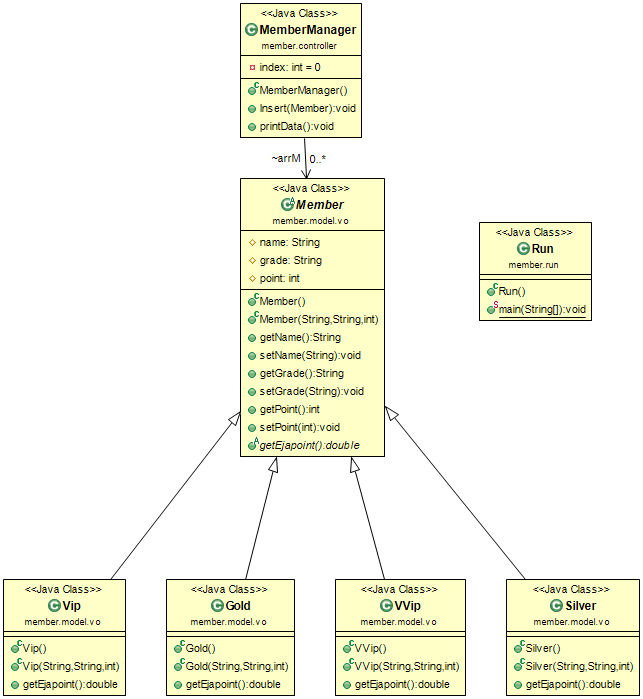 <<Java Class>>
MemberManager
member.controller
index: int = 0
MemberManager()
Insert(Member):void
printData():void
~arrM 0..*
<<Java Class>>
Member
member.model.vo
name: String
grade: String
point: int
Member()
Member(String,String,int)
getName():String
setName(String):void
getGrade():String
setGrade(String):void
getPoint():int
setPoint(int):void
getEjapoint():double
<<Java Class>>
Run
member.run
Run()
main(String[]):void
<<Java Class>>
Vip
member.model.vo
Vip()
Vip(String,String,int)
getEjapoint():double
<<Java Class>>
Gold
member.model.vo
Gold()
Gold(String,String,int)
getEjapoint():double
<<Java Class>>
VVip
member.model.vo
VVip()
VVip(String,String,int)
getEjapoint():double
<<Java Class>>
Silver
member.model.vo
Silver()
Silver(String,String,int)
getEjapoint():double